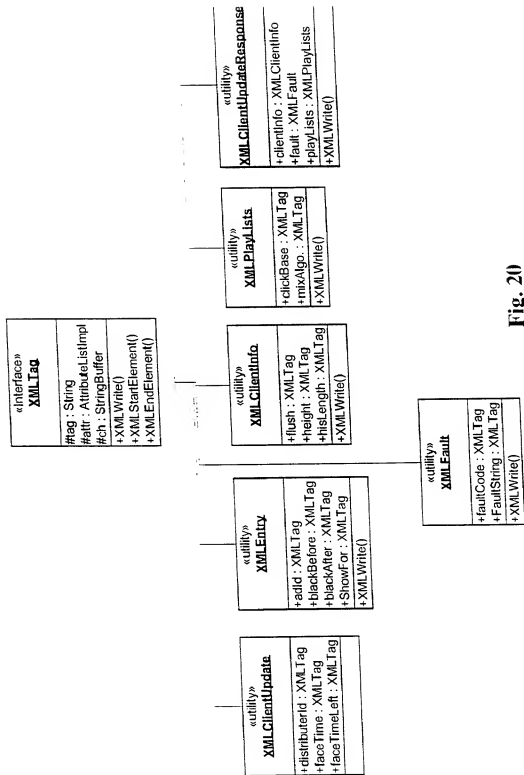 «Interface»
XMLTag
#tag : String
#attr : AttributeListImpl
#ch : StringBuffer
+XMLWrite()
+XMLStartElement()
+XMLEndElement()
«utility»
XMLClientUpdate
+distributerId : XMLTag
+faceTime : XMLTag
+faceTimeLeft : XMLTag
«utility»
XMLEntry
+adId : XMLTag
+blackBefore : XMLTag
+blackAfter : XMLTag
+ShowFor : XMLTag
+XMLWrite()
«utility»
XMLClientInfo
+flush : XMLTag
+height : XMLTag
+hisLength : XMLTag
+XMLWrite()
«utility»
XMLPlayLists
+clickBase : XMLTag
+mixAlgo. : XMLTag
+XMLWrite()
«utility»
XMLClientUpdateResponse
+clientInfo : XMLClientInfo
+fault : XMLFault
+playLists : XMLPlayLists
+XMLWrite()
«utility»
XMLFault
+faultCode : XMLTag
+FaultString : XMLTag
+XMLWrite()
Fig. 20